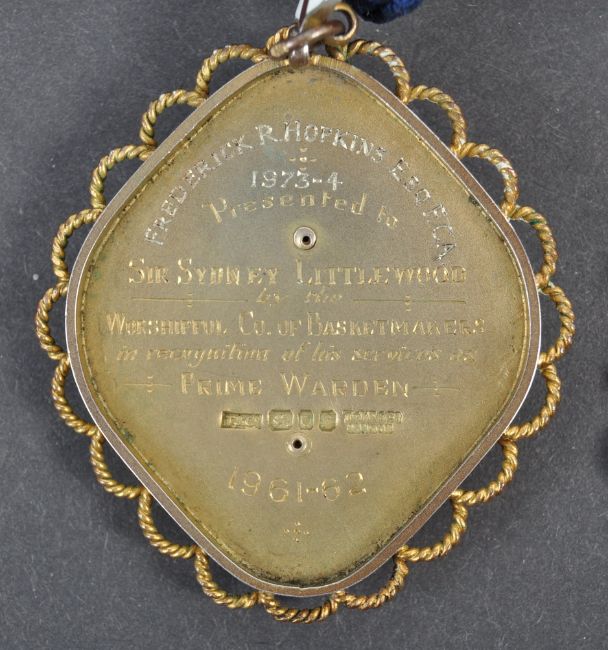 FREDERICK R. HOPKINS ESQ F.C.A.
1973-4
Presented to
SIR SYDNEY LITTLEWOOD
by the
WORSHIPFUL CO. OF BASKETMAKERS
in recognition of his services as
PRIME WARDEN
1961-62